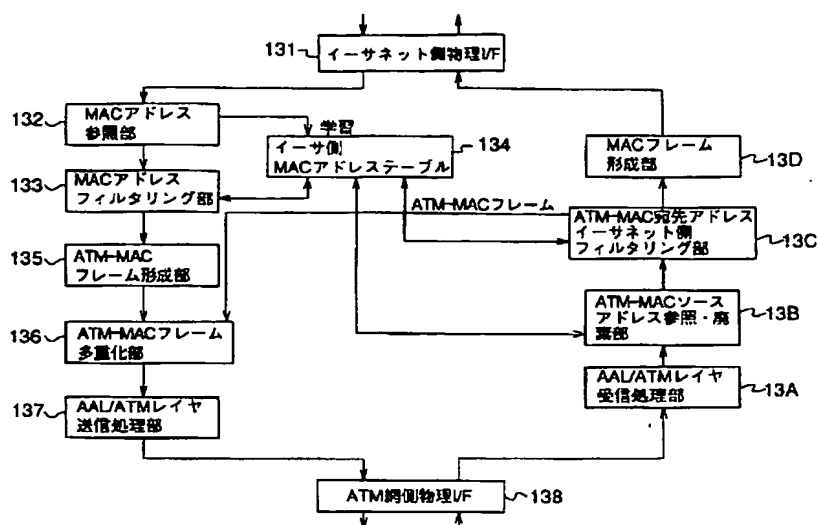 131
イーサネット側物理I/F
132
MACアドレス
参照部
学習
イーサ側
MACアドレステーブル
134
MACフレーム
形成部
13D
133
MACアドレス
フィルタリング部
ATM-MACフレーム
ATM-MAC宛先アドレス
イーサネット側
フィルタリング部
13C
135
ATM-MAC
フレーム形成部
136
ATM-MACフレーム
多重化部
ATM-MACソース
アドレス参照・廃
棄部
13B
137
AAL/ATMレイヤ
送信処理部
AAL/ATMレイヤ
受信処理部
13A
ATM網側物理I/F
138